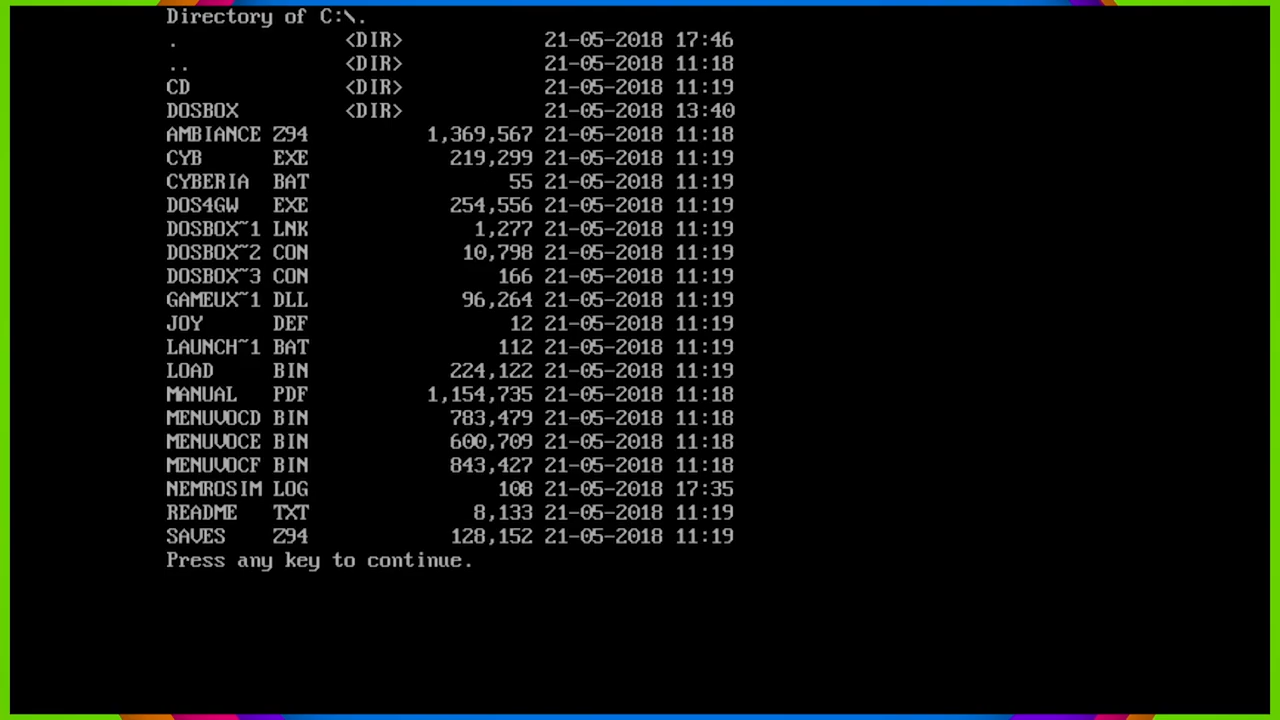 Directory of C:\.
. <DIR> 21-05-2018 17:46
.. <DIR> 21-05-2018 11:18
CD <DIR> 21-05-2018 11:19
DOSBOX <DIR> 21-05-2018 13:40
AMBIANCE Z94 1,369,567 21-05-2018 11:18
CYB EXE 219,299 21-05-2018 11:19
CYBERIA BAT 55 21-05-2018 11:19
DOS4GW EXE 254,556 21-05-2018 11:19
DOSBOX~1 LNK 1,277 21-05-2018 11:19
DOSBOX~2 CON 10,798 21-05-2018 11:19
DOSBOX~3 CON 166 21-05-2018 11:19
GAMEUX~1 DLL 96,264 21-05-2018 11:19
JOY DEF 12 21-05-2018 11:19
LAUNCH~1 BAT 112 21-05-2018 11:19
LOAD BIN 224,122 21-05-2018 11:19
MANUAL PDF 1,154,735 21-05-2018 11:18
MENUVOCD BIN 783,479 21-05-2018 11:18
MENUVOCE BIN 600,709 21-05-2018 11:18
MENUVOCF BIN 843,427 21-05-2018 11:18
NEMROSIM LOG 108 21-05-2018 17:35
README TXT 8,133 21-05-2018 11:19
SAVES Z94 128,152 21-05-2018 11:19
Press any key to continue.